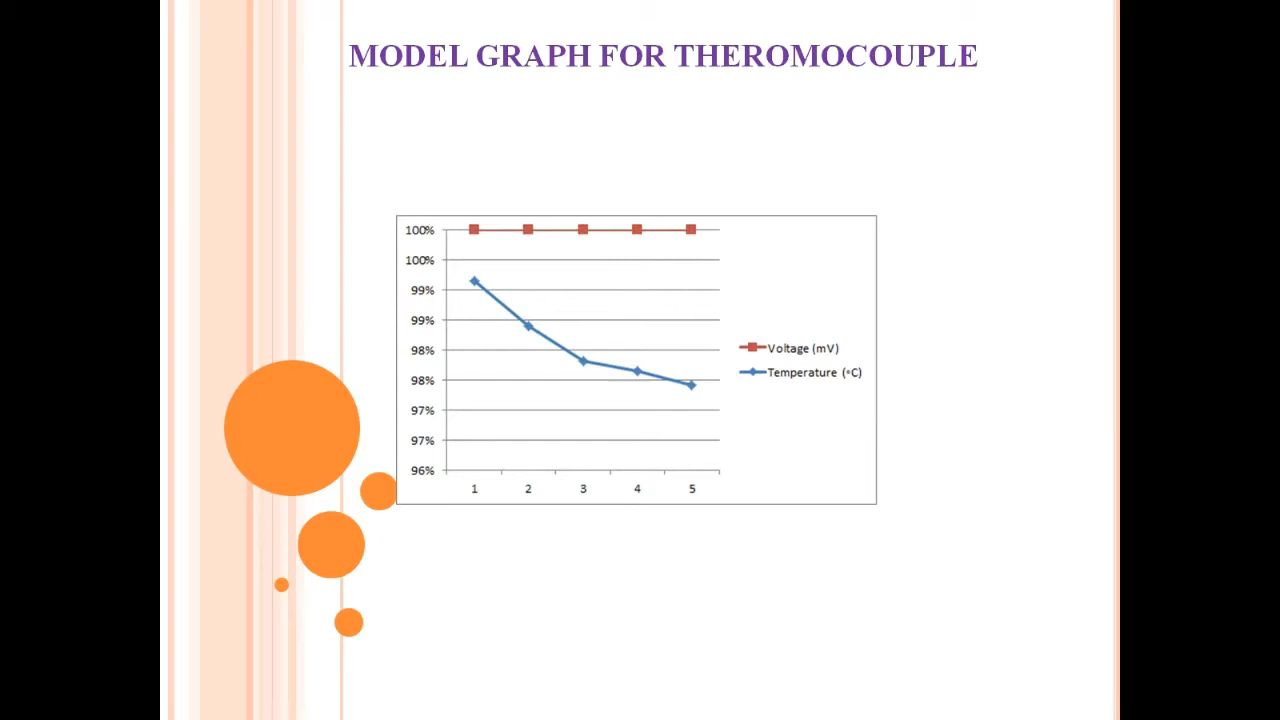 MODEL GRAPH FOR THEROMOCOUPLE
100%
100%
99%
99%
98%
98%
97%
97%
96%
1 2 3 4 5
Voltage (mV)
Temperature (◦C)